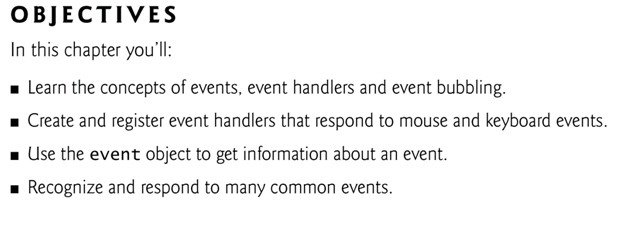 OBJECTIVES
In this chapter you'll:
■ Learn the concepts of events, event handlers and event bubbling.
■ Create and register event handlers that respond to mouse and keyboard events.
■ Use the event object to get information about an event.
■ Recognize and respond to many common events.